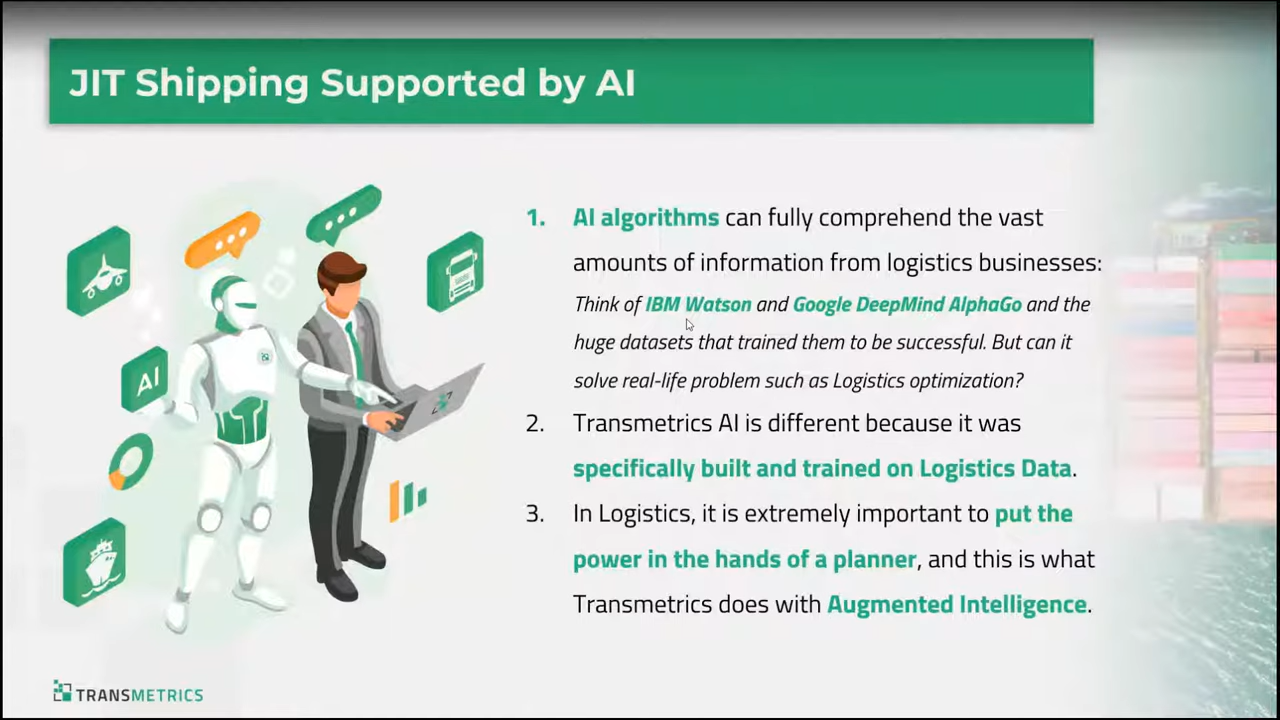 JIT Shipping Supported by AI
1. AI algorithms can fully comprehend the vast
amounts of information from logistics businesses:
Think of IBM Watson and Google DeepMind AlphaGo and the
huge datasets that trained them to be successful. But can it
solve real-life problem such as Logistics optimization?
2. Transmetrics AI is different because it was
specifically built and trained on Logistics Data.
3. In Logistics, it is extremely important to put the
power in the hands of a planner, and this is what
Transmetrics does with Augmented Intelligence.
AI
TRANSMETRICS